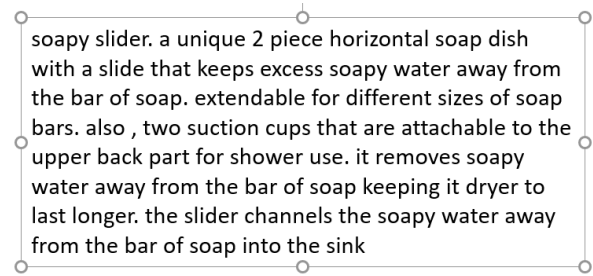 soapy slider. a unique 2 piece horizontal soap dish
with a slide that keeps excess soapy water away from
the bar of soap. extendable for different sizes of soap
bars. also , two suction cups that are attachable to the
upper back part for shower use. it removes soapy
water away from the bar of soap keeping it dryer to
last longer. the slider channels the soapy water away
from the bar of soap into the sink